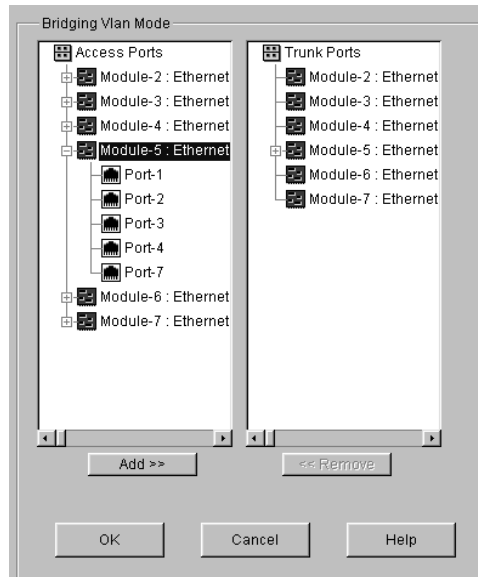 Bridging Vlan Mode
Access Ports
Module-2 : Ethernet
Module-3 : Ethernet
Module-4 : Ethernet
Module-5 : Ethernet
Port-1
Port-2
Port-3
Port-4
Port-7
Module-6 : Ethernet
Module-7 : Ethernet
Trunk Ports
Module-2 : Ethernet
Module-3 : Ethernet
Module-4 : Ethernet
Module-5 : Ethernet
Module-6 : Ethernet
Module-7 : Ethernet
Add >>
<< Remove
OK
Cancel
Help